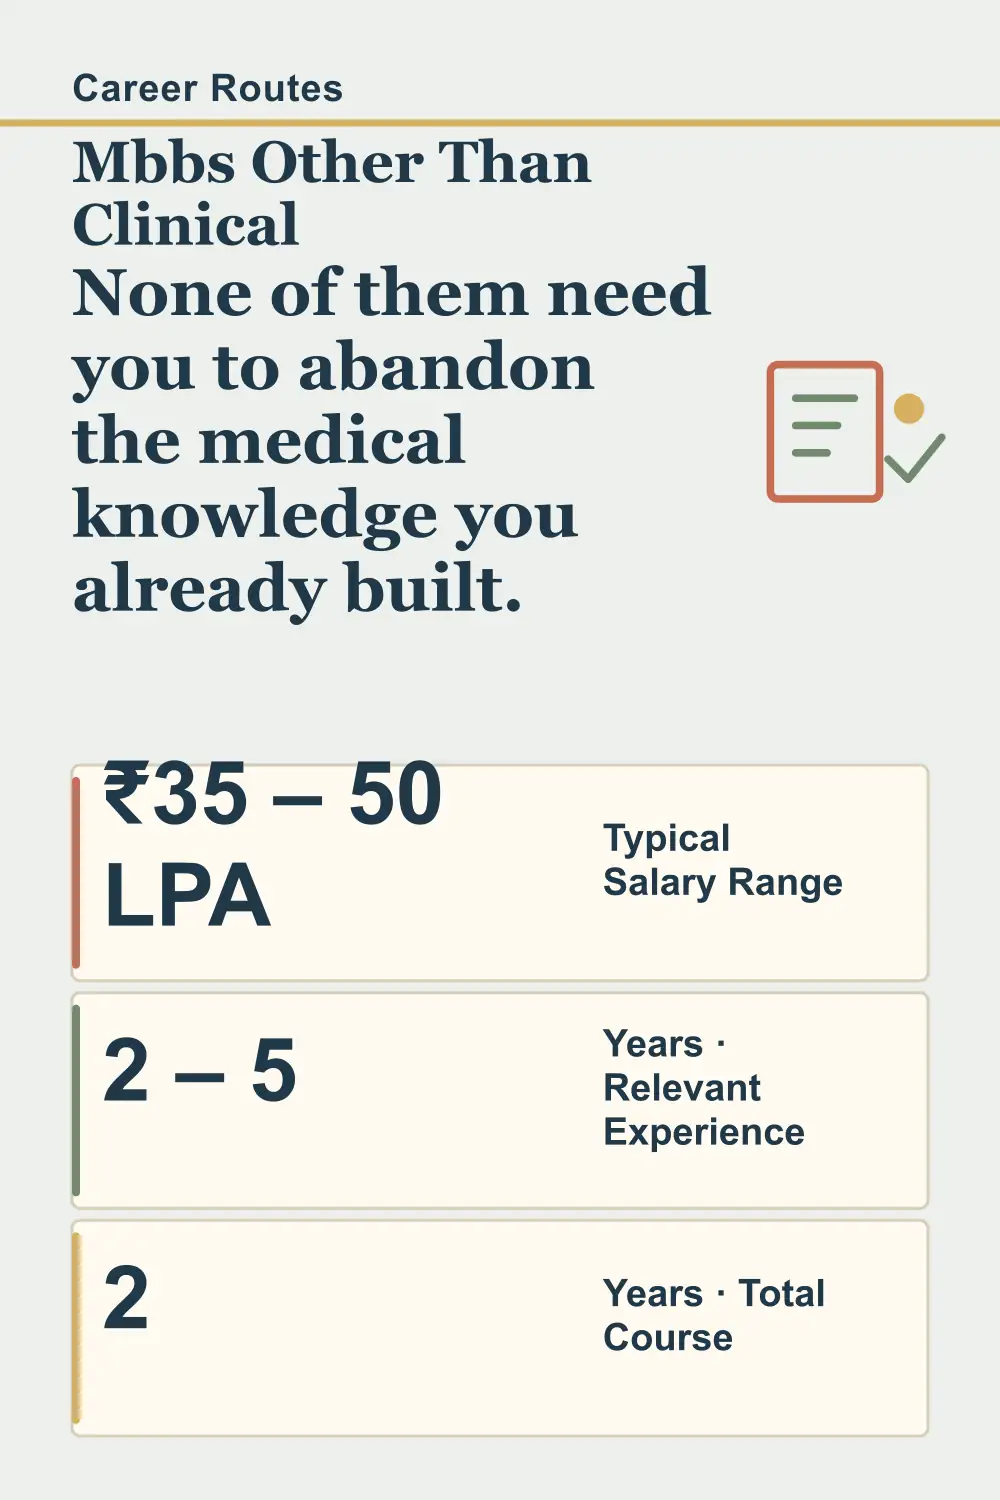 Career Routes
Mbbs Other Than
Clinical
None of them need
you to abandon
the medical
knowledge you
already built.
₹35 – 50
LPA
Typical
Salary Range
2 – 5
Years ·
Relevant
Experience
2
Years · Total
Course